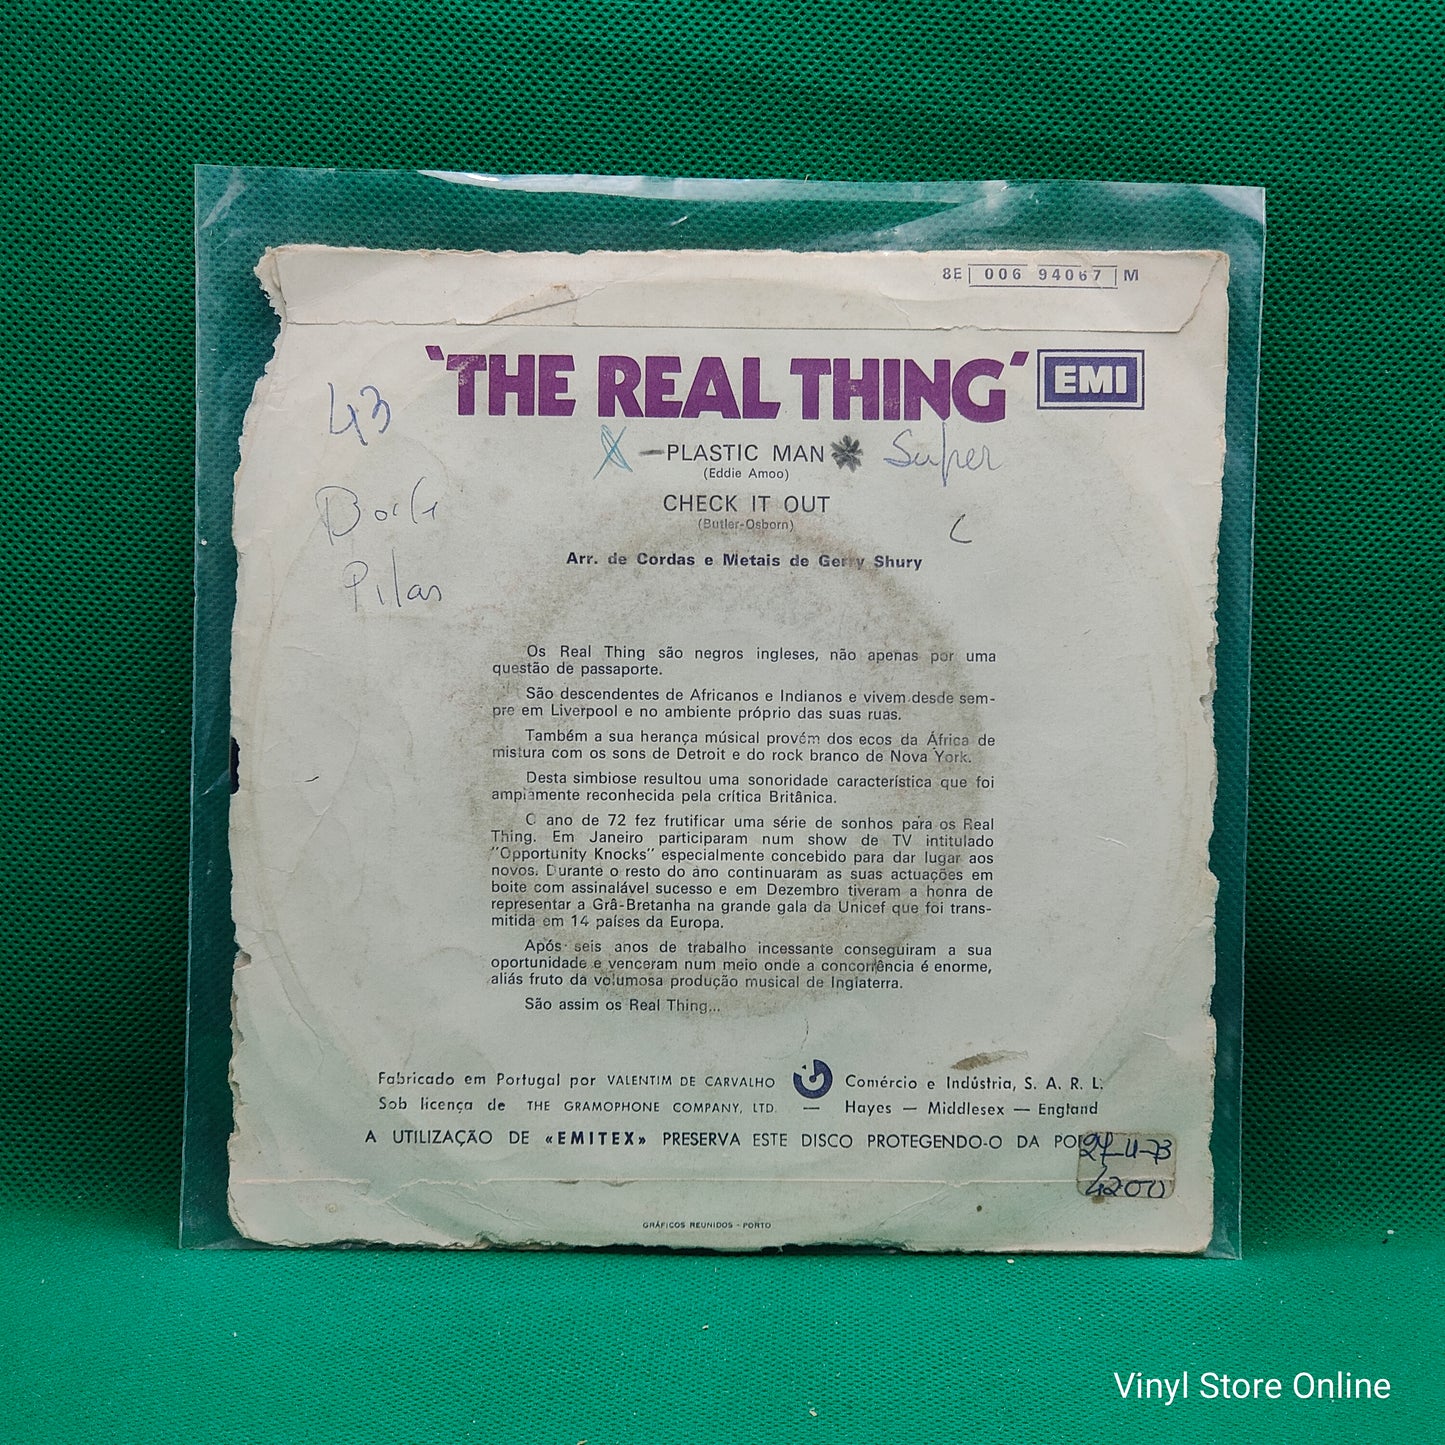 8E 006 94067 M
'THE REAL THING' EMI
43
PLASTIC MAN Super
(Eddie Amoo)
CHECK IT OUT
(Butler-Osborn)
C
Pilar
Arr. de Cordas e Metais de Gerry Shury
Os Real Thing são negros ingleses, não apenas por uma
questão de passaporte.
São descendentes de Africanos e Indianos e vivem desde sem-
pre em Liverpool e no ambiente próprio das suas ruas.
Também a sua herança músical provém dos ecos da África de
mistura com os sons de Detroit e do rock branco de Nova York.
Desta simbiose resultou uma sonoridade característica que foi
ampiamente reconhecida pela crítica Britânica.
O ano de 72 fez frutificar uma série de sonhos para os Real
Thing. Em Janeiro participaram num show de TV intitulado
"Opportunity Knocks" especialmente concebido para dar lugar aos
novos. Durante o resto do ano continuaram as suas actuações em
boite com assinalável sucesso e em Dezembro tiveram a honra de
representar a Grã-Bretanha na grande gala da Unicef que foi trans-
mitida em 14 países da Europa.
Após seis anos de trabalho incessante conseguiram a sua
oportunidade e venceram num meio onde a concorrência é enorme,
aliás fruto da volumosa produção musical de Inglaterra.
São assim os Real Thing...
Fabricado em Portugal por VALENTIM DE CARVALHO Comércio e Indústria, S. A. R. L.
Sob licença de THE GRAMOPHONE COMPANY, LTD. — Hayes — Middlesex — England
A UTILIZAÇÃO DE «EMITEX» PRESERVA ESTE DISCO PROTEGENDO-O DA
4200
GRÁFICOS REUNIDOS - PORTO
Vinyl Store Online